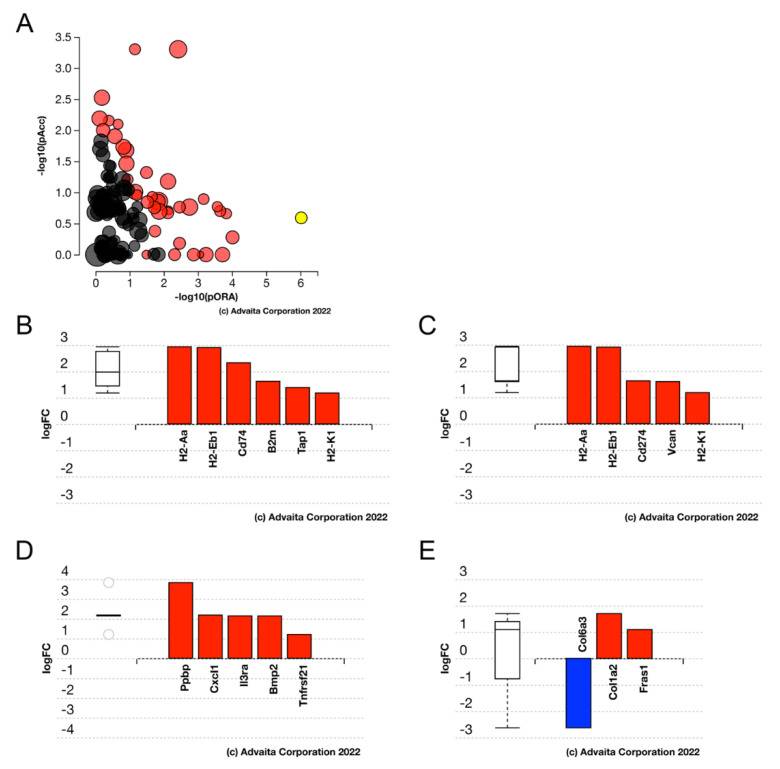 A
3.5
3.0
2.5
2.0
1.5
1.0
0.5
0.0
-log10(pAcc)
0 1 2 3 4 5 6
-log10(pORA)
(c) Advaita Corporation 2022
B
3
2
1
0
-1
-2
-3
logFC
H2-Aa
H2-Eb1
Cd74
B2m
Tap1
H2-K1
(c) Advaita Corporation 2022
C
3
2
1
0
-1
-2
-3
logFC
H2-Aa
H2-Eb1
Cd274
Vcan
H2-K1
(c) Advaita Corporation 2022
D
4
3
2
1
0
-1
-2
-3
-4
logFC
Ppbp
Cxcl1
Il3ra
Bmp2
Tnfrsf21
(c) Advaita Corporation 2022
E
3
2
1
0
-1
-2
-3
logFC
Col6a3
Col1a2
Fras1
(c) Advaita Corporation 2022